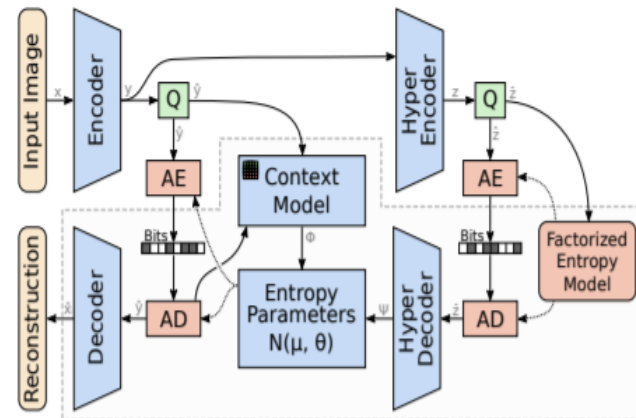 Input Image
x
Encoder
y
Q
ŷ
ŷ
AE
Bits
AD
ŷ
Decoder
x̂
Reconstruction
Context
Model
Φ
Entropy
Parameters
N(μ, θ)
Ψ
Hyper
Encoder
z
Q
ẑ
ẑ
AE
Bits
AD
ẑ
Hyper
Decoder
Factorized
Entropy
Model